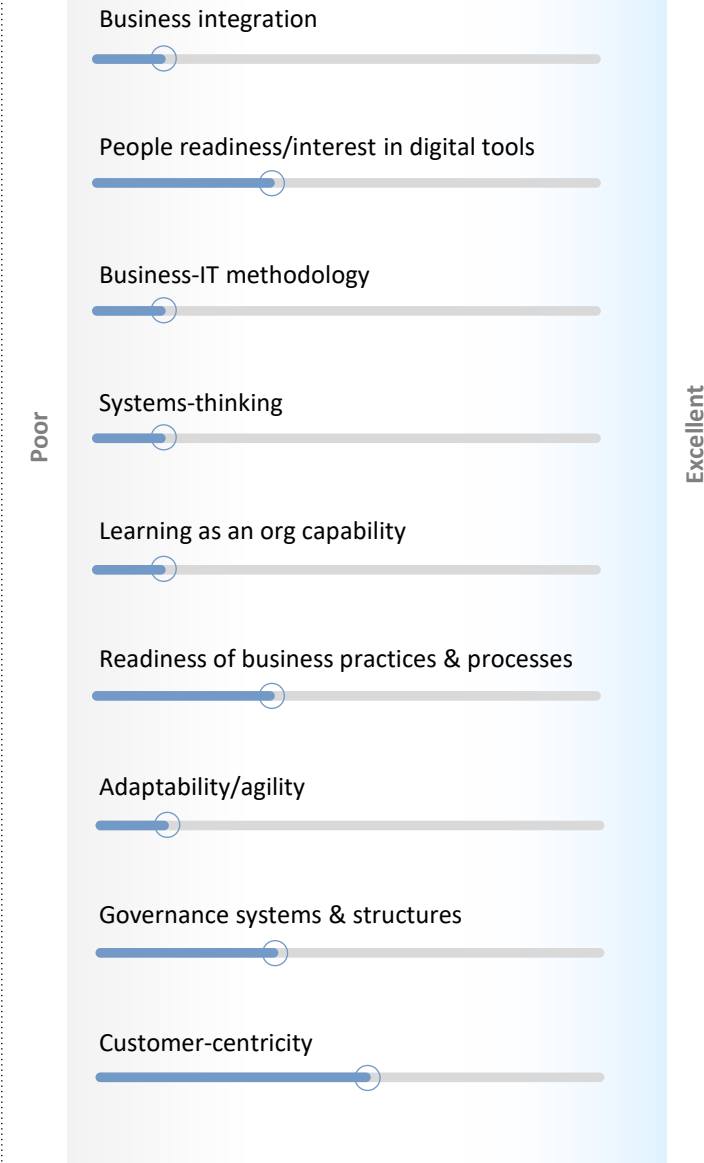 Business integration
People readiness/interest in digital tools
Business-IT methodology
Systems-thinking
Poor
Excellent
Learning as an org capability
Readiness of business practices & processes
Adaptability/agility
Governance systems & structures
Customer-centricity